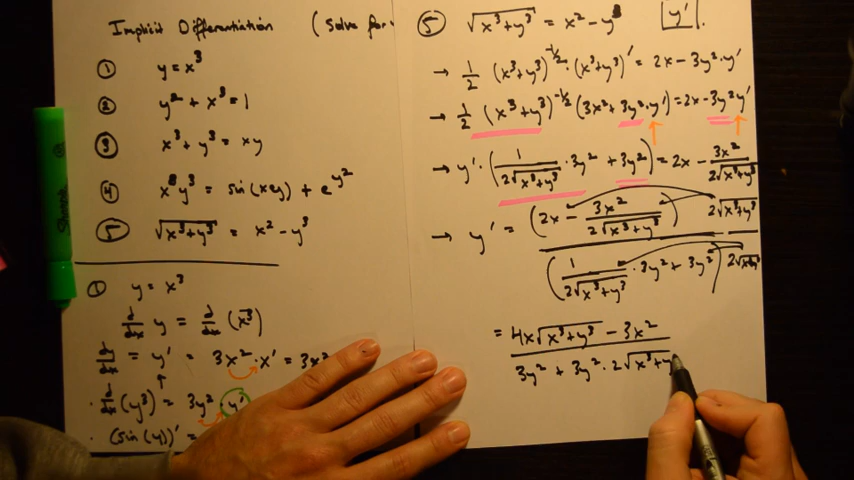 Implicit Differentiation (Solve for y
① y = x³
② y² + x³ = 1
③ x³ + y³ = xy
④ x⁸y³ = sin(xy) + e^y²
⑤ √(x³+y³) = x² - y³
① y = x³
d/dx y = d/dx (x³)
d/dx = y' = 3x² · x' = 3x²
· d/dx (y³) = 3y² y'
· (sin(y))' =
⑤ √(x³+y³) = x² - y³ y' .
→ 1/2 (x³+y³)^-1/2 · (x³+y³)' = 2x - 3y² · y'
→ 1/2 (x³+y³)^-1/2 (3x² + 3y² · y') = 2x - 3y² y'
→ y' · (1/(2√(x³+y³)) · 3y² + 3y²) = 2x - 3x²/(2√(x³+y³))
→ y' = (2x - 3x²/(2√(x³+y³))) 2√(x³+y³) / (1/(2√(x³+y³)) · 3y² + 3y²) 2√(x³+y³)
= (4x√(x³+y³) - 3x²) / (3y² + 3y² · 2√(x³+y
Sharpie